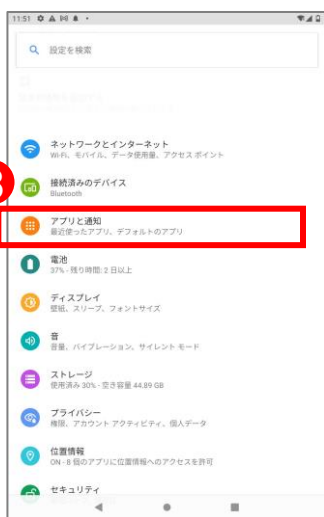 11:51
設定を検索
ネットワークとインターネット
Wi-Fi、モバイル、データ使用量、アクセス ポイント
接続済みのデバイス
Bluetooth
アプリと通知
最近使ったアプリ、デフォルトのアプリ
電池
37% - 残り時間: 2 日以上
ディスプレイ
壁紙、スリープ、フォントサイズ
音
音量、バイブレーション、サイレント モード
ストレージ
使用済み 30% - 空き容量 44.89 GB
プライバシー
権限、アカウント アクティビティ、個人データ
位置情報
ON - 8 個のアプリに位置情報へのアクセスを許可
セキュリティ